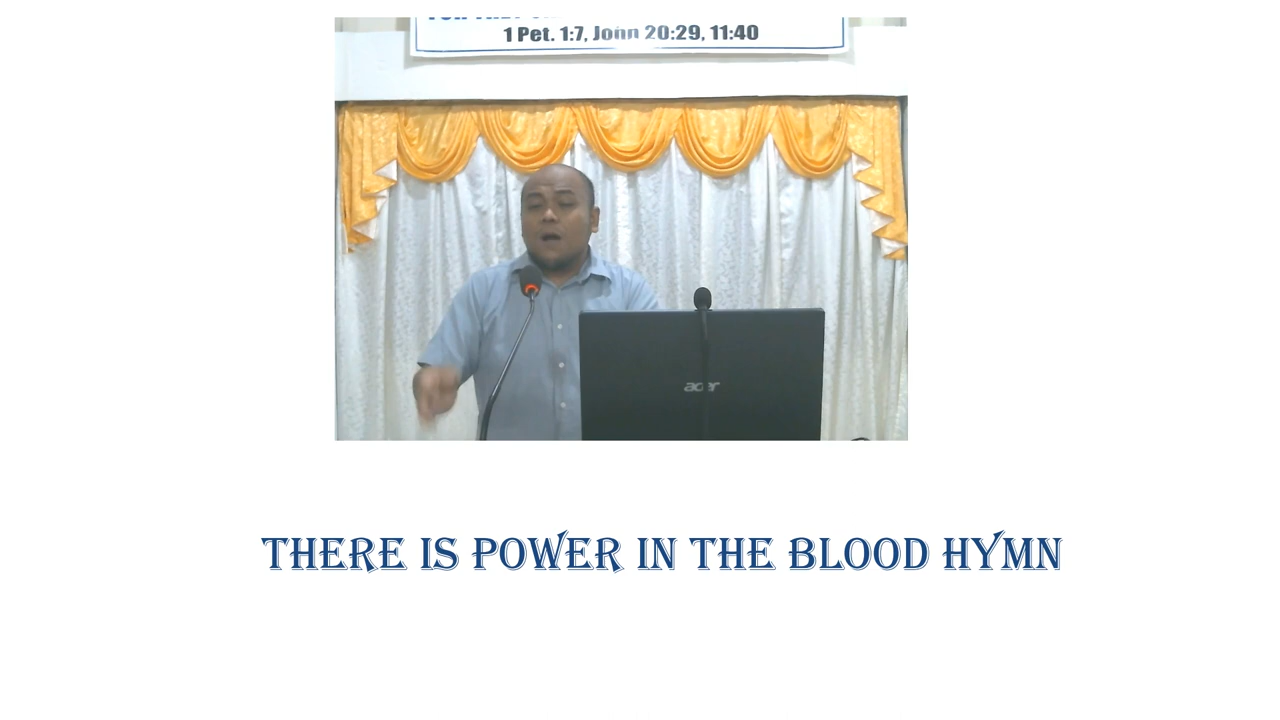 1 Pet. 1:7, John 20:29, 11:40
acer
THERE IS POWER IN THE BLOOD HYMN